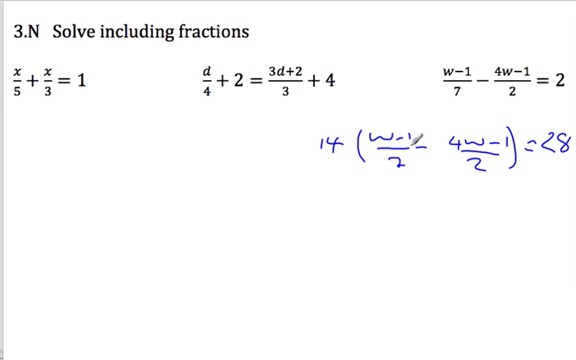 3.N Solve including fractions
x/5 + x/3 = 1
d/4 + 2 = (3d+2)/3 + 4
(w−1)/7 − (4w−1)/2 = 2
14 ( (w−1)/7 − (4w−1)/2 ) = 28